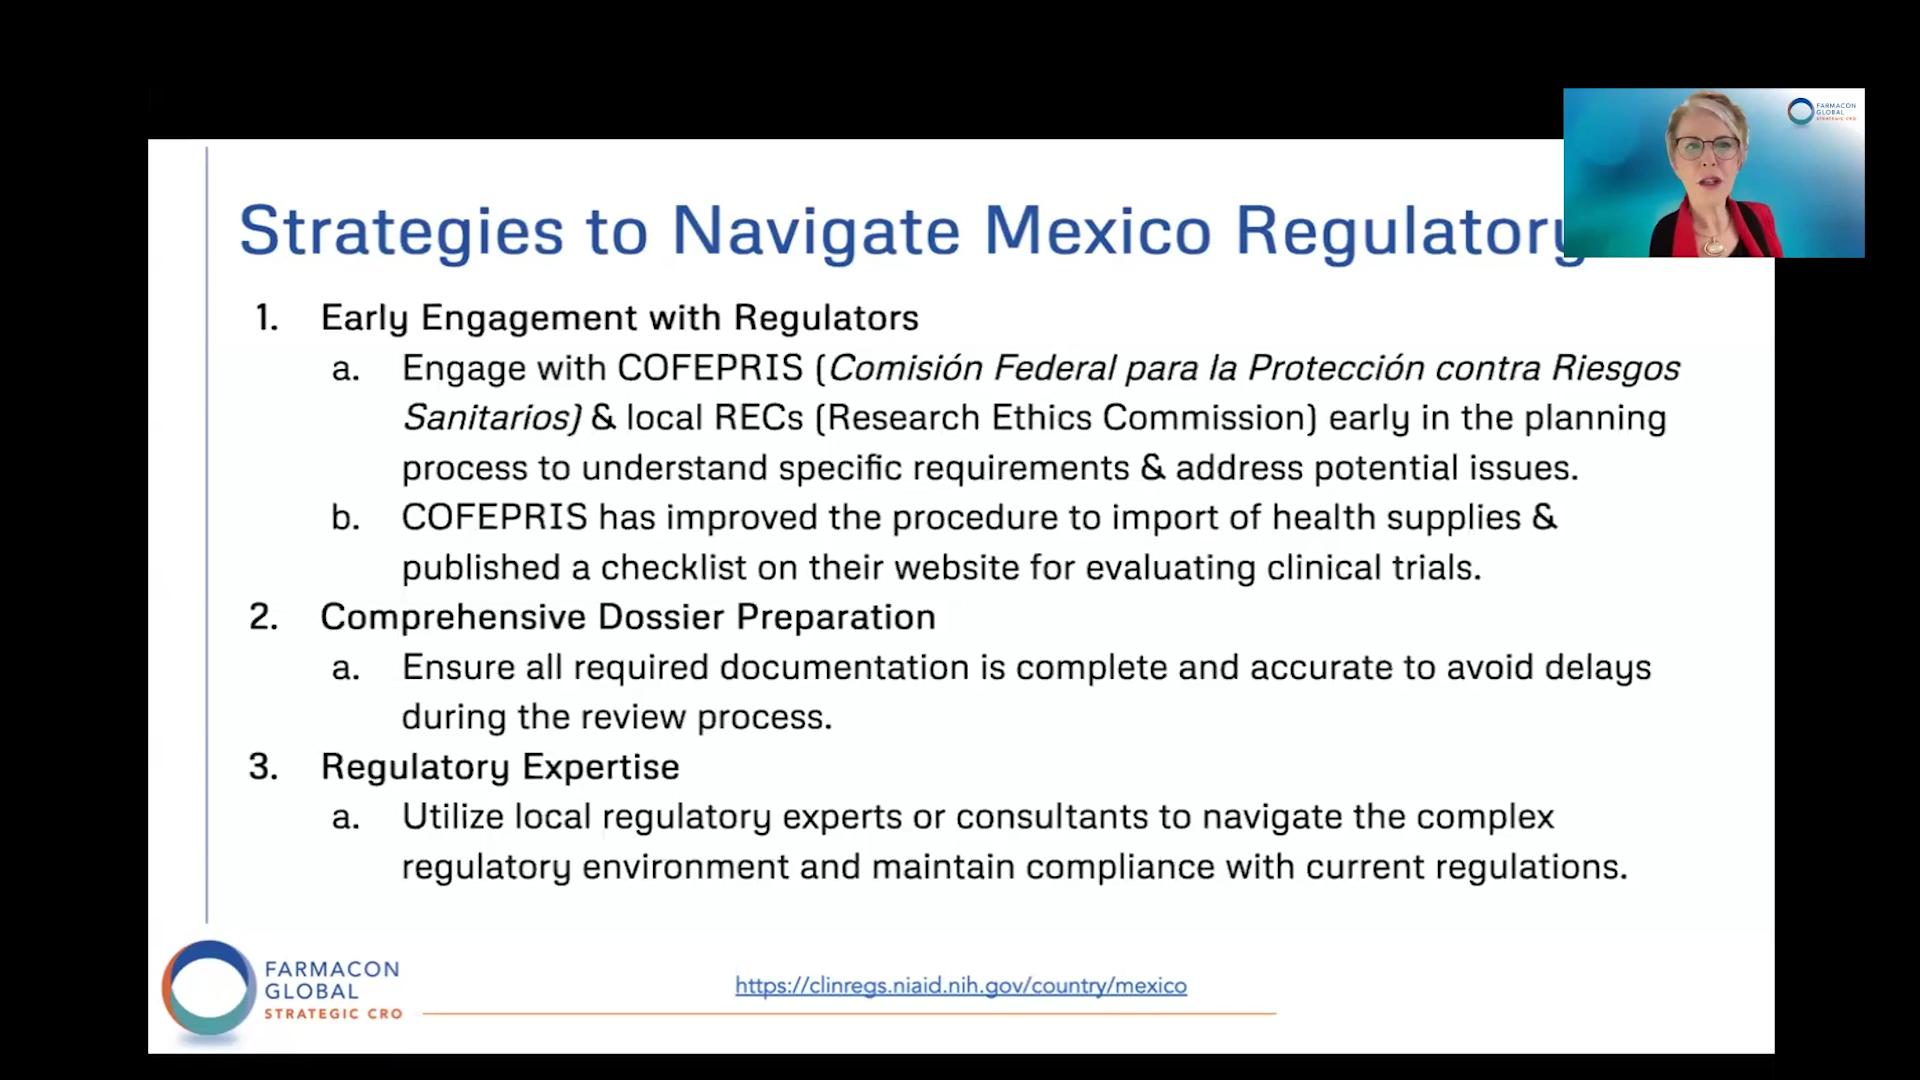 FARMACON
GLOBAL
STRATEGIC CRO
Strategies to Navigate Mexico Regulatory
1. Early Engagement with Regulators
a. Engage with COFEPRIS (Comisión Federal para la Protección contra Riesgos
Sanitarios) & local RECs (Research Ethics Commission) early in the planning
process to understand specific requirements & address potential issues.
b. COFEPRIS has improved the procedure to import of health supplies &
published a checklist on their website for evaluating clinical trials.
2. Comprehensive Dossier Preparation
a. Ensure all required documentation is complete and accurate to avoid delays
during the review process.
3. Regulatory Expertise
a. Utilize local regulatory experts or consultants to navigate the complex
regulatory environment and maintain compliance with current regulations.
FARMACON
GLOBAL
STRATEGIC CRO
https://clinregs.niaid.nih.gov/country/mexico